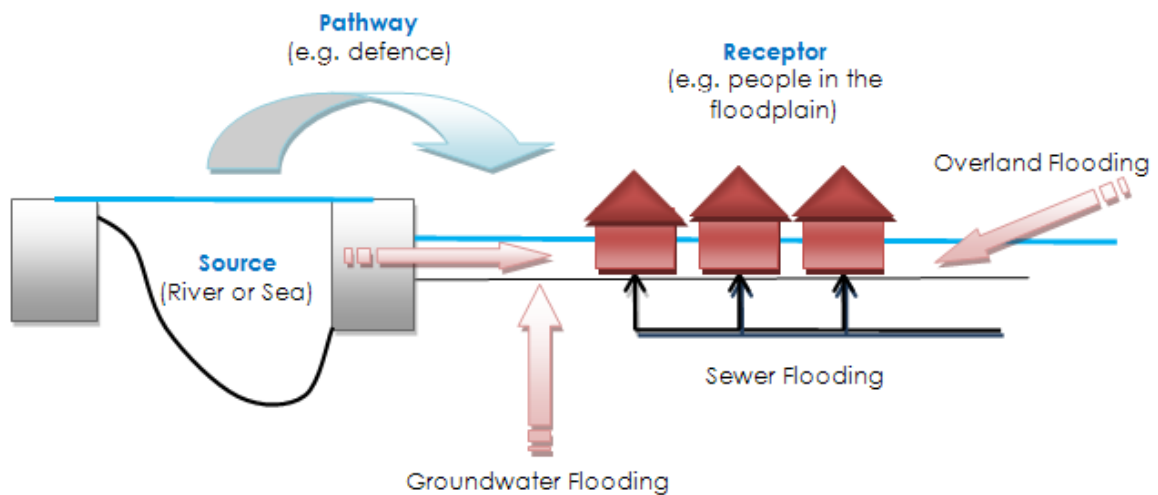 Pathway
(e.g. defence)
Receptor
(e.g. people in the
floodplain)
Overland Flooding
Source
(River or Sea)
Sewer Flooding
Groundwater Flooding